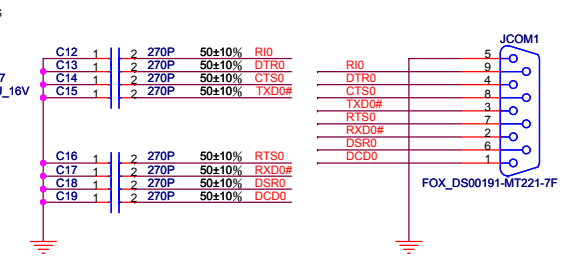 JCOM1
C12 1 2 270P 50±10% RI0
C13 1 2 270P 50±10% DTR0
C14 1 2 270P 50±10% CTS0
C15 1 2 270P 50±10% TXD0#
7
_16V
5
RI0 9
DTR0 4
CTS0 8
TXD0# 3
RTS0 7
RXD0# 2
DSR0 6
DCD0 1
C16 1 2 270P 50±10% RTS0
C17 1 2 270P 50±10% RXD0#
C18 1 2 270P 50±10% DSR0
C19 1 2 270P 50±10% DCD0
FOX_DS00191-MT221-7F